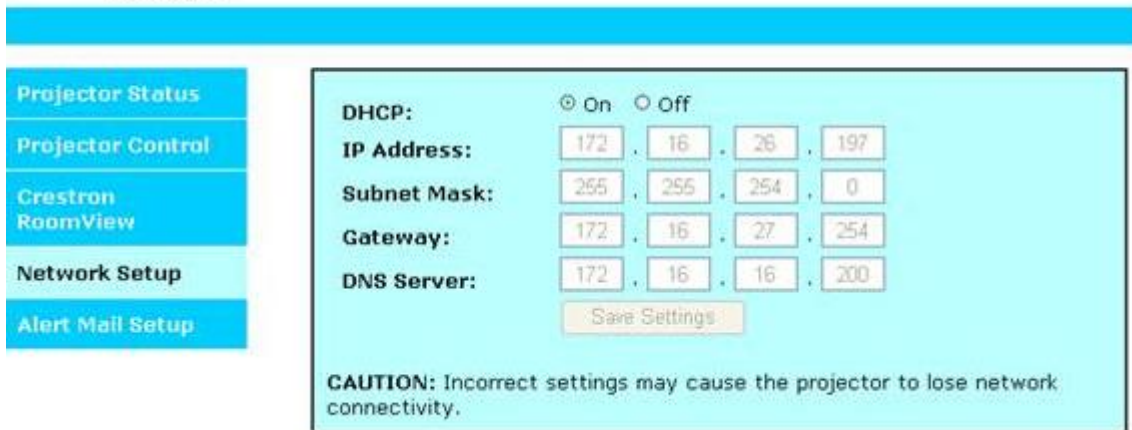 Projector Status
Projector Control
Crestron
RoomView
Network Setup
Alert Mail Setup
DHCP: On Off
IP Address: 172 . 16 . 26 . 197
Subnet Mask: 255 . 255 . 254 . 0
Gateway: 172 . 16 . 27 . 254
DNS Server: 172 . 16 . 16 . 200
Save Settings
CAUTION: Incorrect settings may cause the projector to lose network
connectivity.